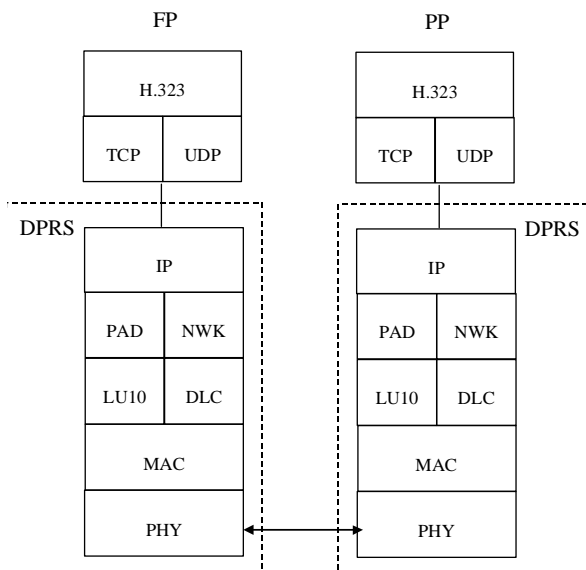 FP
PP
H.323
H.323
TCP UDP
TCP UDP
DPRS
DPRS
IP
IP
PAD NWK
PAD NWK
LU10 DLC
LU10 DLC
MAC
MAC
PHY
PHY